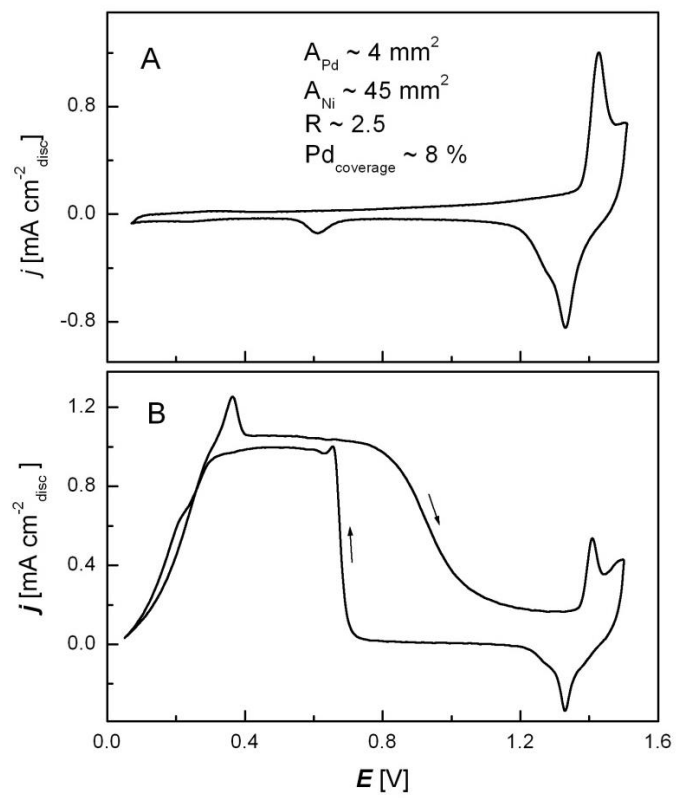 A
A_Pd ~ 4 mm²
A_Ni ~ 45 mm²
R ~ 2.5
Pd_coverage ~ 8 %
0.8
0.0
-0.8
j [mA cm⁻²_disc]
B
1.2
0.8
0.4
0.0
j [mA cm⁻²_disc]
0.0 0.4 0.8 1.2 1.6
E [V]